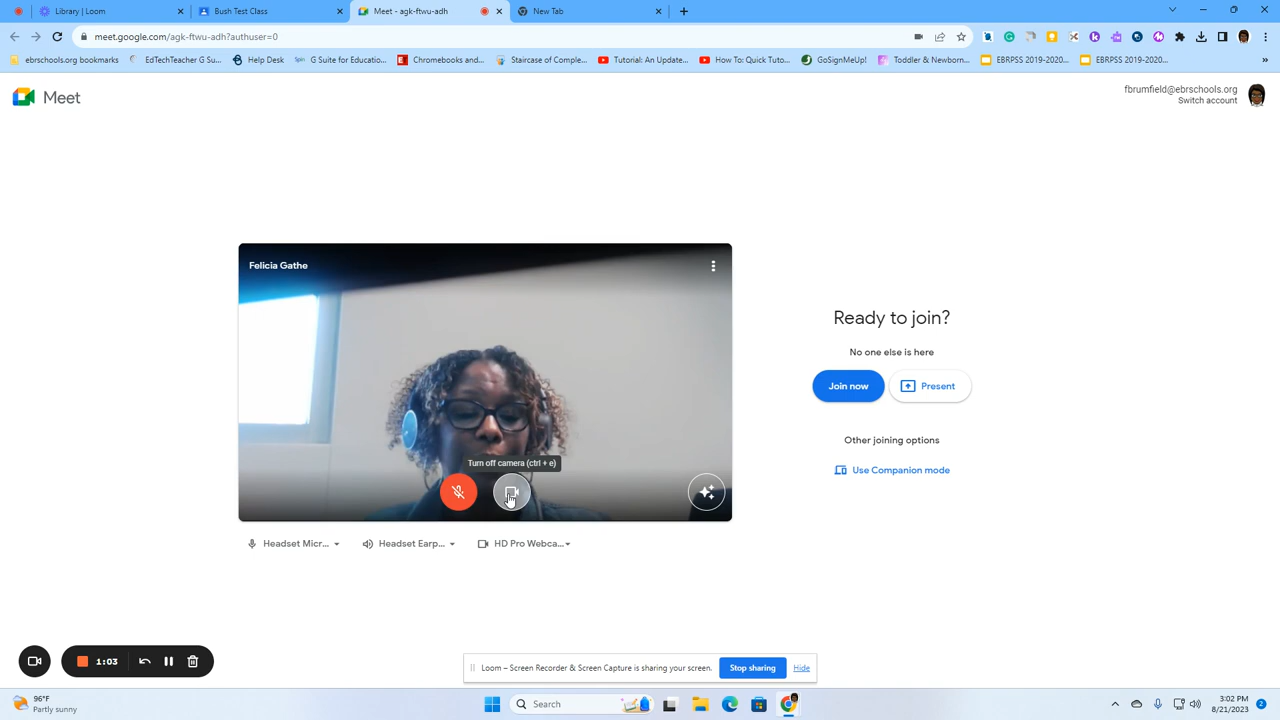 Library | Loom
Bush Test Class
Meet - agk-ftwu-adh
New Tab
meet.google.com/agk-ftwu-adh?authuser=0
ebrschools.org bookmarks
EdTechTeacher G Su...
Help Desk
G Suite for Education...
Chromebooks and...
Staircase of Comple...
Tutorial: An Update...
How To: Quick Tuto...
GoSignMeUp!
Toddler & Newborn...
EBRPSS 2019-2020...
EBRPSS 2019-2020...
»
Meet
fbrumfield@ebrschools.org
Switch account
Felicia Gathe
Turn off camera (ctrl + e)
Headset Micr...
Headset Earp...
HD Pro Webca...
Ready to join?
No one else is here
Join now
Present
Other joining options
Use Companion mode
1:03
Loom – Screen Recorder & Screen Capture is sharing your screen.
Stop sharing
Hide
96°F
Partly sunny
Search
3:02 PM
8/21/2023
2